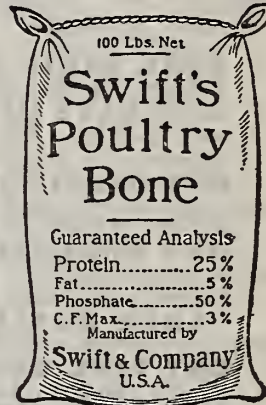 100 Lbs. Net
Swift's
Poultry
Bone
Guaranteed Analysis
Protein...........25%
Fat....................5%
Phosphate..........50%
C.F. Max..............3%
Manufactured by
Swift & Company
U.S.A.